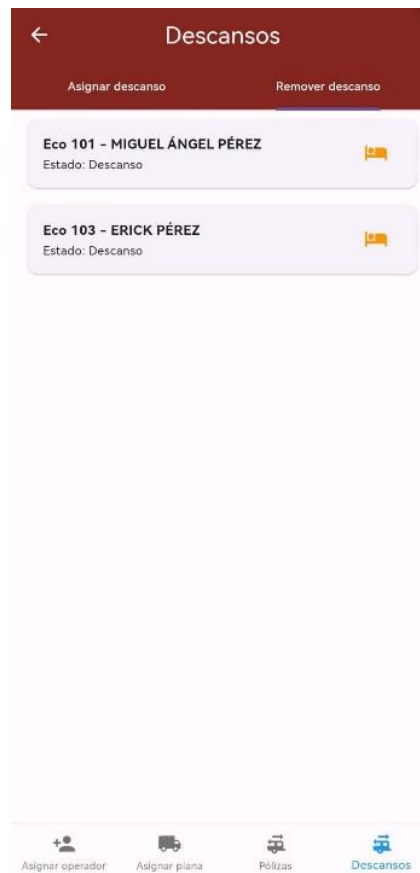 Descansos
Asignar descanso
Remover descanso
Eco 101 - MIGUEL ÁNGEL PÉREZ
Estado: Descanso
Eco 103 - ERICK PÉREZ
Estado: Descanso
Asignar operador
Asignar plana
Pólizas
Descansos